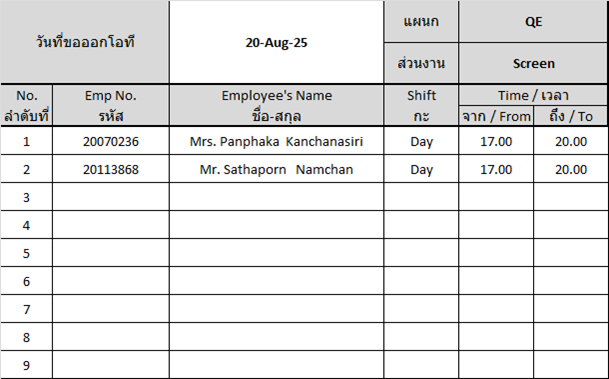 วันที่ขอออกโอที 20-Aug-25 แผนก QE
ส่วนงาน Screen
No. Emp No. Employee's Name Shift Time / เวลา
ลำดับที่ รหัส ชื่อ-สกุล กะ จาก / From ถึง / To
1 20070236 Mrs. Panphaka Kanchanasiri Day 17.00 20.00
2 20113868 Mr. Sathaporn Namchan Day 17.00 20.00
3
4
5
6
7
8
9